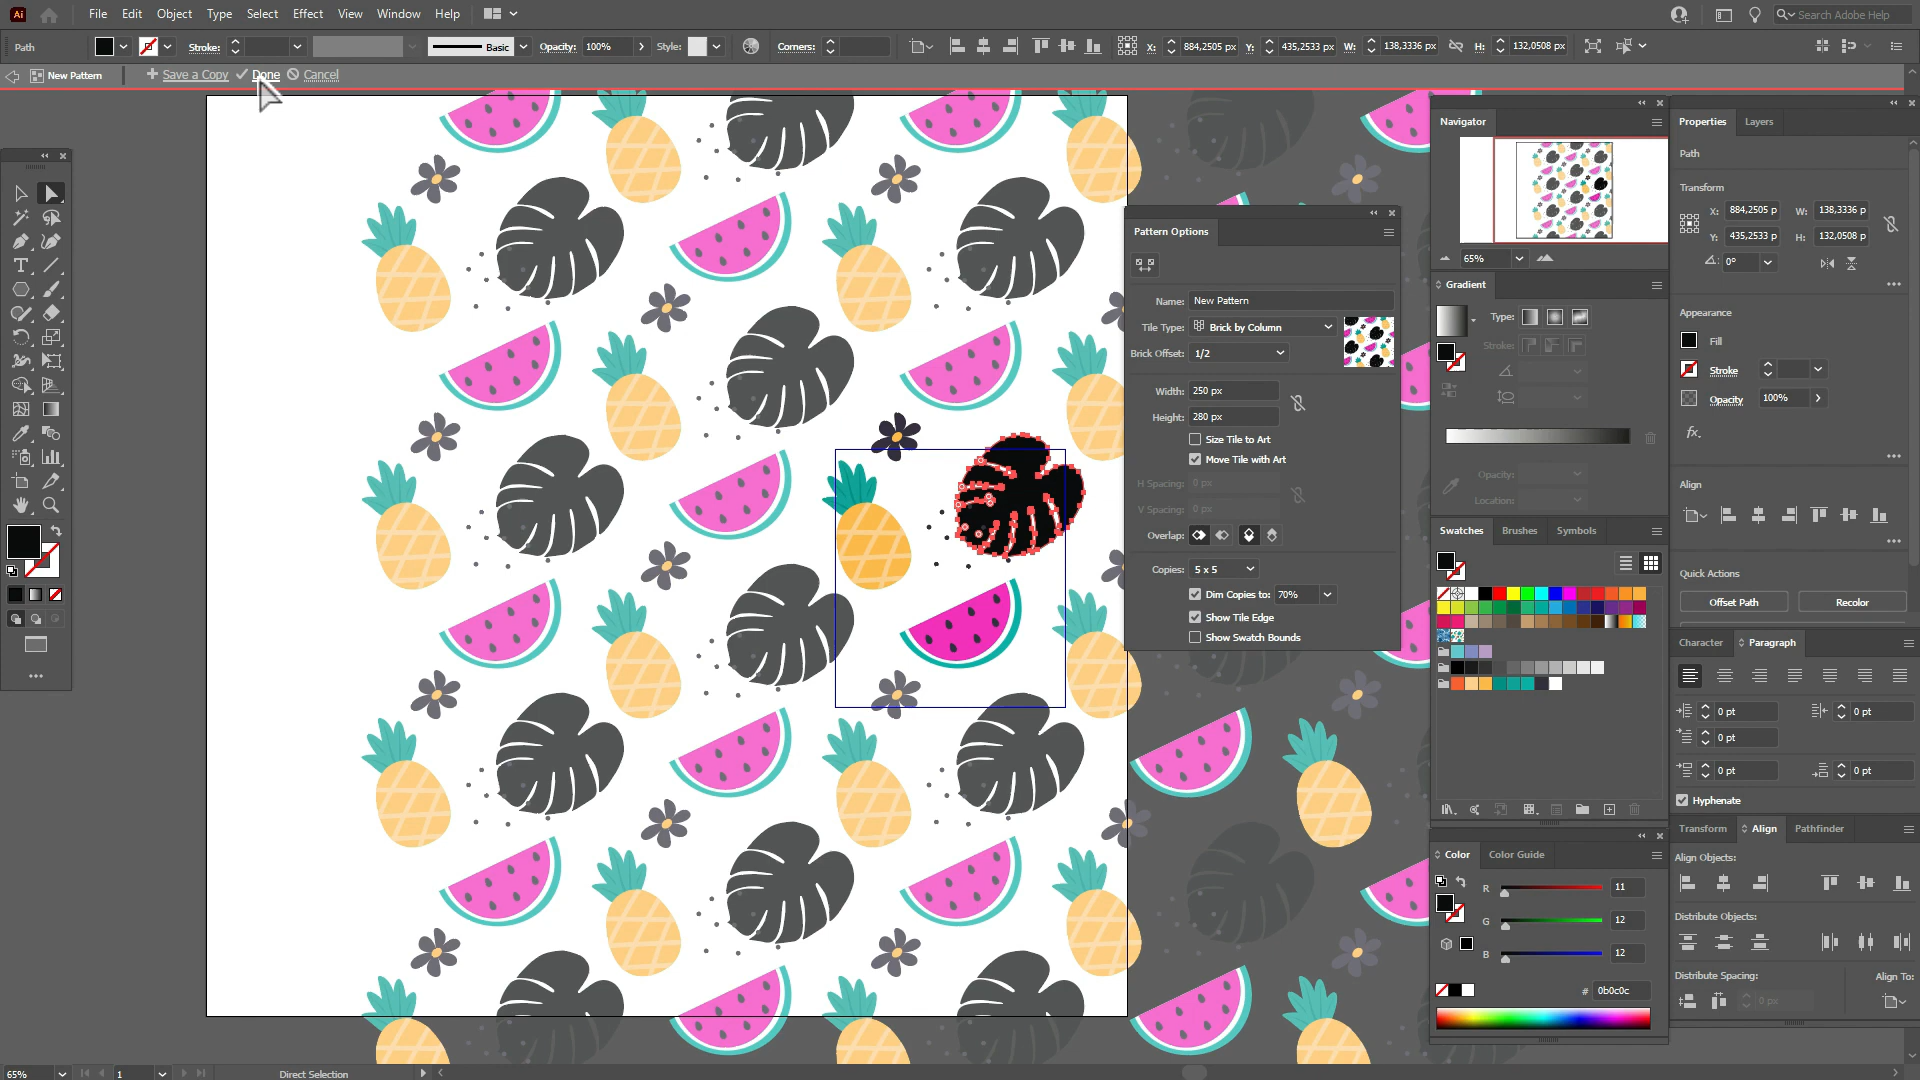 Ai File Edit Object Type Select Effect View Window Help Search Adobe Help
Path Stroke: Basic Opacity: 100% Style: Corners: X: 884,2505 px Y: 435,2533 px W: 138,3336 px H: 132,0508 px
New Pattern Save a Copy Done Cancel
Navigator
65%
Gradient
Type:
Stroke:
Opacity:
Location:
Swatches Brushes Symbols
Color Color Guide
R 11
G 12
B 12
# 0b0c0c
Pattern Options
Name: New Pattern
Tile Type: Brick by Column
Brick Offset: 1/2
Width: 250 px
Height: 280 px
Size Tile to Art
Move Tile with Art
H Spacing: 0 px
V Spacing: 0 px
Overlap:
Copies: 5 x 5
Dim Copies to: 70%
Show Tile Edge
Show Swatch Bounds
Properties Layers
Path
Transform
X: 884,2505 p W: 138,3336 p
Y: 435,2533 p H: 132,0508 p
0°
Appearance
Fill
Stroke
Opacity 100%
fx.
Align
Quick Actions
Offset Path Recolor
Character Paragraph
0 pt 0 pt
0 pt
0 pt 0 pt
Hyphenate
Transform Align Pathfinder
Align Objects:
Distribute Objects:
Distribute Spacing: Align To:
0 px
65% 1 Direct Selection